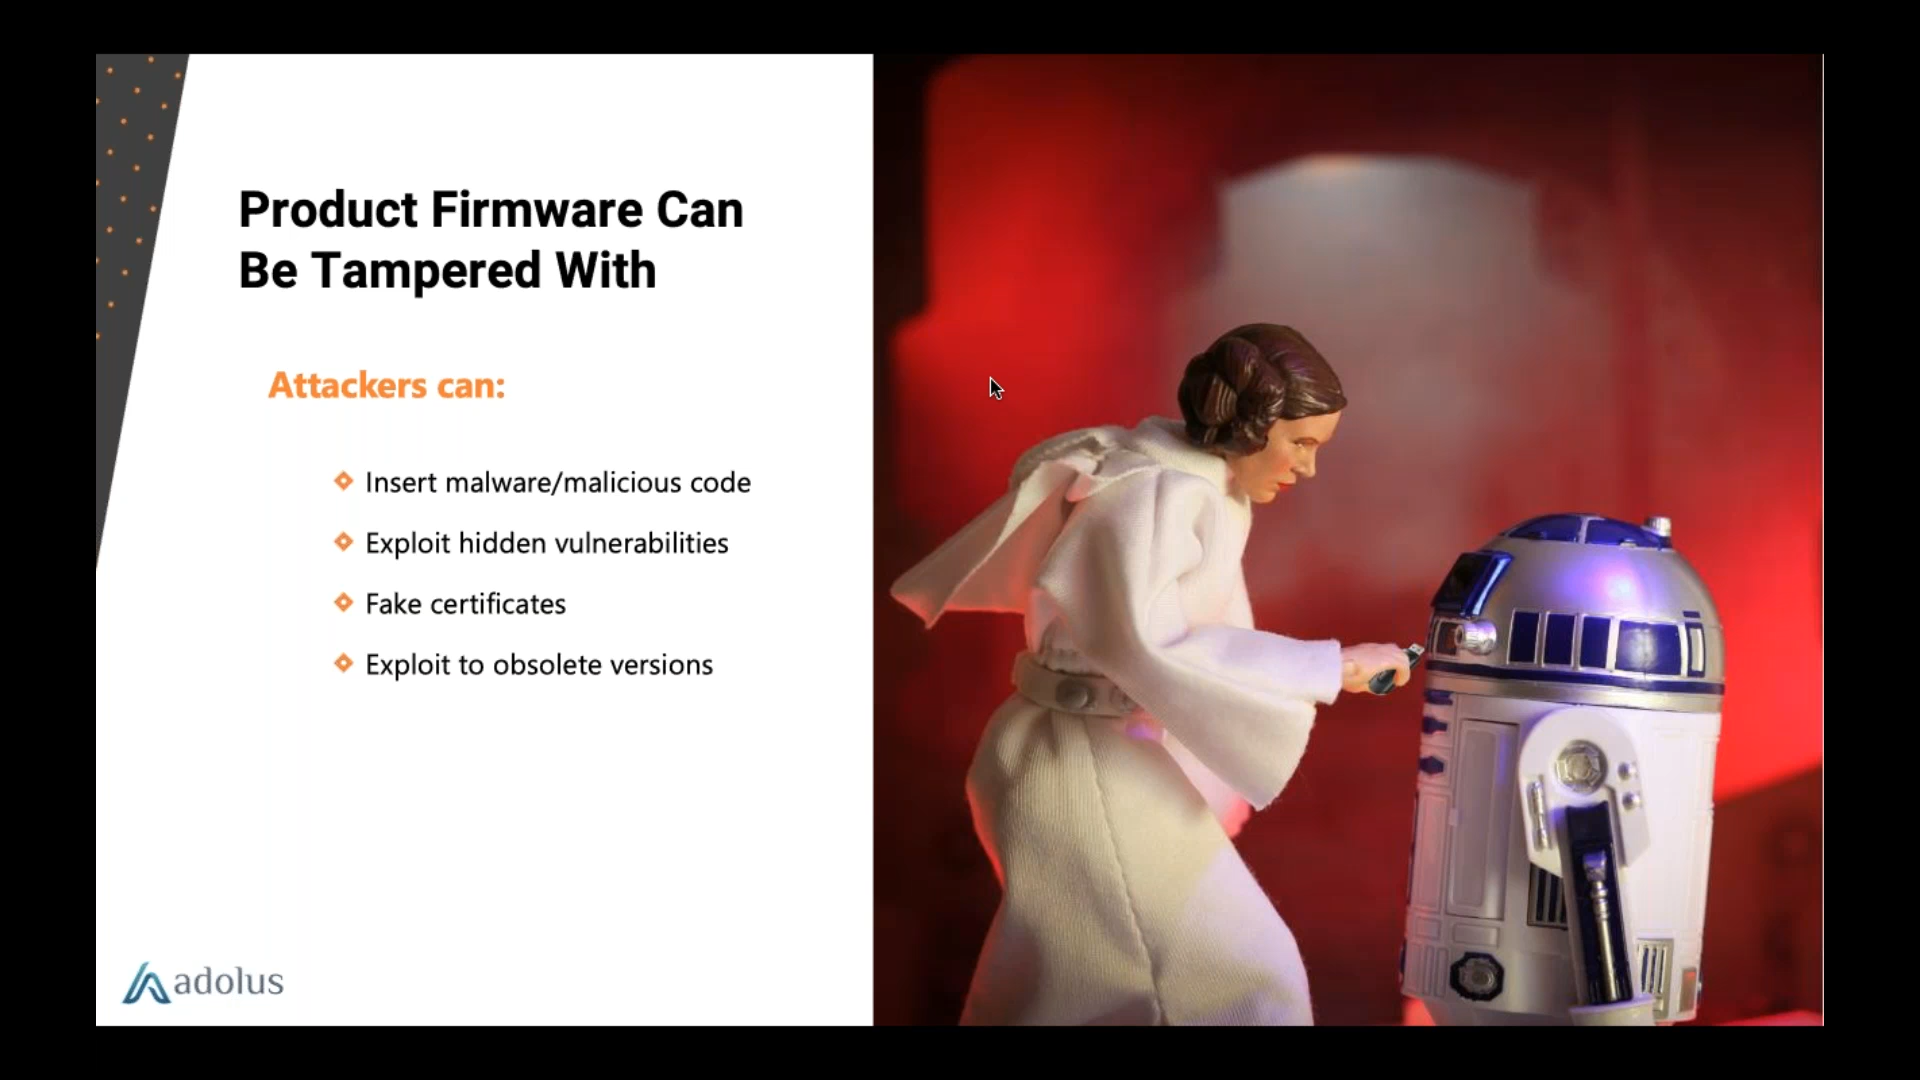 Product Firmware Can
Be Tampered With
Attackers can:
Insert malware/malicious code
Exploit hidden vulnerabilities
Fake certificates
Exploit to obsolete versions
adolus